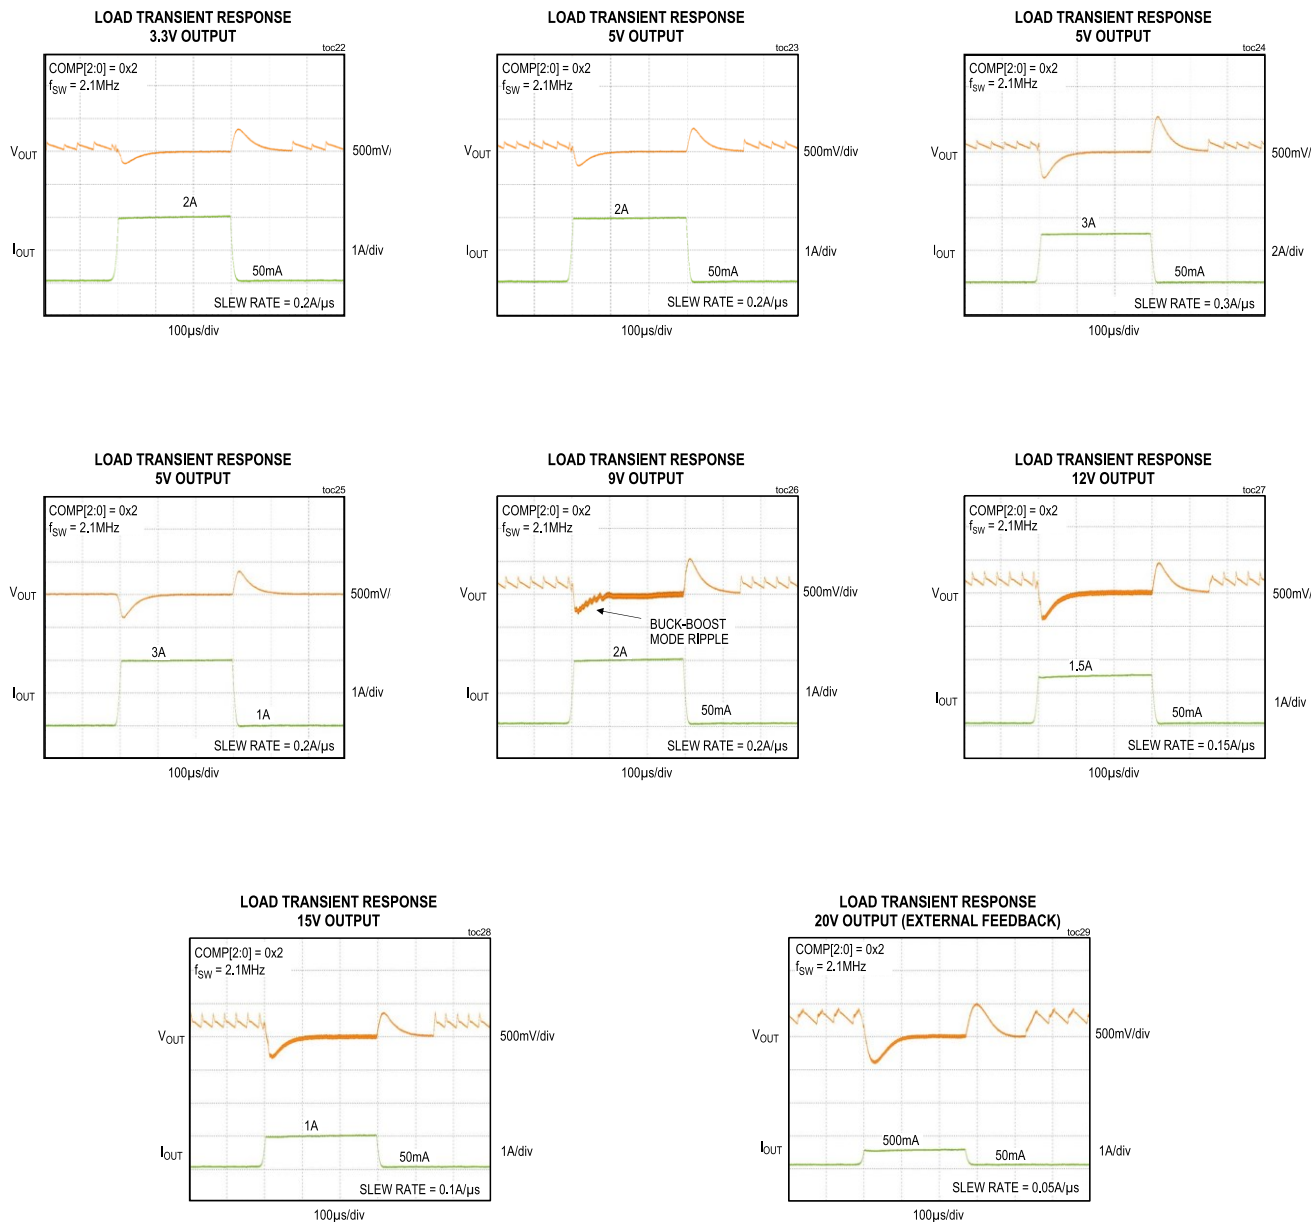 LOAD TRANSIENT RESPONSE
3.3V OUTPUT
toc22
COMP[2:0] = 0x2
fSW = 2.1MHz
VOUT
500mV/
2A
IOUT
1A/div
50mA
SLEW RATE = 0.2A/µs
100µs/div
LOAD TRANSIENT RESPONSE
5V OUTPUT
toc23
COMP[2:0] = 0x2
fSW = 2.1MHz
VOUT
500mV/div
2A
IOUT
1A/div
50mA
SLEW RATE = 0.2A/µs
100µs/div
LOAD TRANSIENT RESPONSE
5V OUTPUT
toc24
COMP[2:0] = 0x2
fSW = 2.1MHz
VOUT
500mV/
3A
IOUT
2A/div
50mA
SLEW RATE = 0.3A/µs
100µs/div
LOAD TRANSIENT RESPONSE
5V OUTPUT
toc25
COMP[2:0] = 0x2
fSW = 2.1MHz
VOUT
500mV/
3A
IOUT
1A/div
1A
SLEW RATE = 0.2A/µs
100µs/div
LOAD TRANSIENT RESPONSE
9V OUTPUT
toc26
COMP[2:0] = 0x2
fSW = 2.1MHz
VOUT
500mV/div
BUCK-BOOST
MODE RIPPLE
2A
IOUT
1A/div
50mA
SLEW RATE = 0.2A/µs
100µs/div
LOAD TRANSIENT RESPONSE
12V OUTPUT
toc27
COMP[2:0] = 0x2
fSW = 2.1MHz
VOUT
500mV/
1.5A
IOUT
1A/div
50mA
SLEW RATE = 0.15A/µs
100µs/div
LOAD TRANSIENT RESPONSE
15V OUTPUT
toc28
COMP[2:0] = 0x2
fSW = 2.1MHz
VOUT
500mV/div
1A
IOUT
1A/div
50mA
SLEW RATE = 0.1A/µs
100µs/div
LOAD TRANSIENT RESPONSE
20V OUTPUT (EXTERNAL FEEDBACK)
toc29
COMP[2:0] = 0x2
fSW = 2.1MHz
VOUT
500mV/div
500mA
IOUT
1A/div
50mA
SLEW RATE = 0.05A/µs
100µs/div